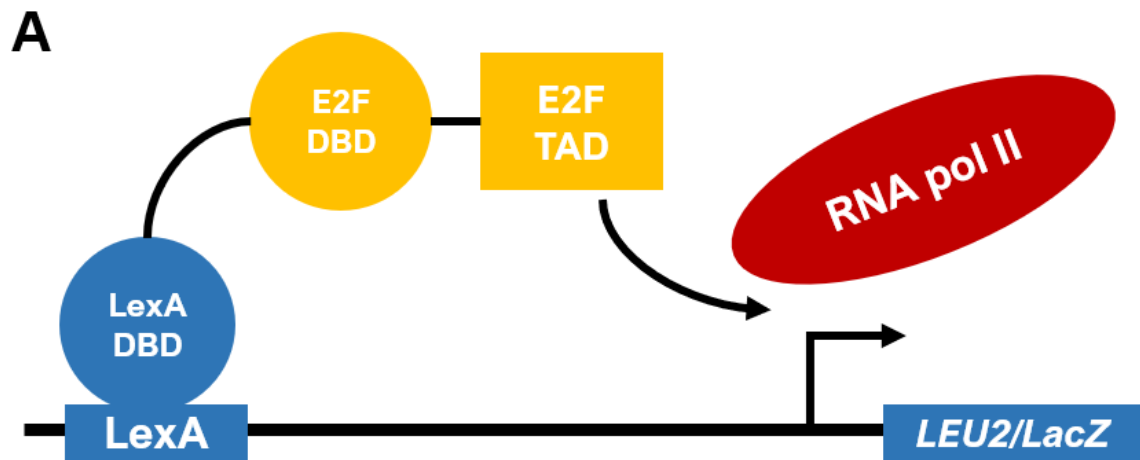 A
E2F
DBD
E2F
TAD
RNA pol II
LexA
DBD
LexA
LEU2/LacZ